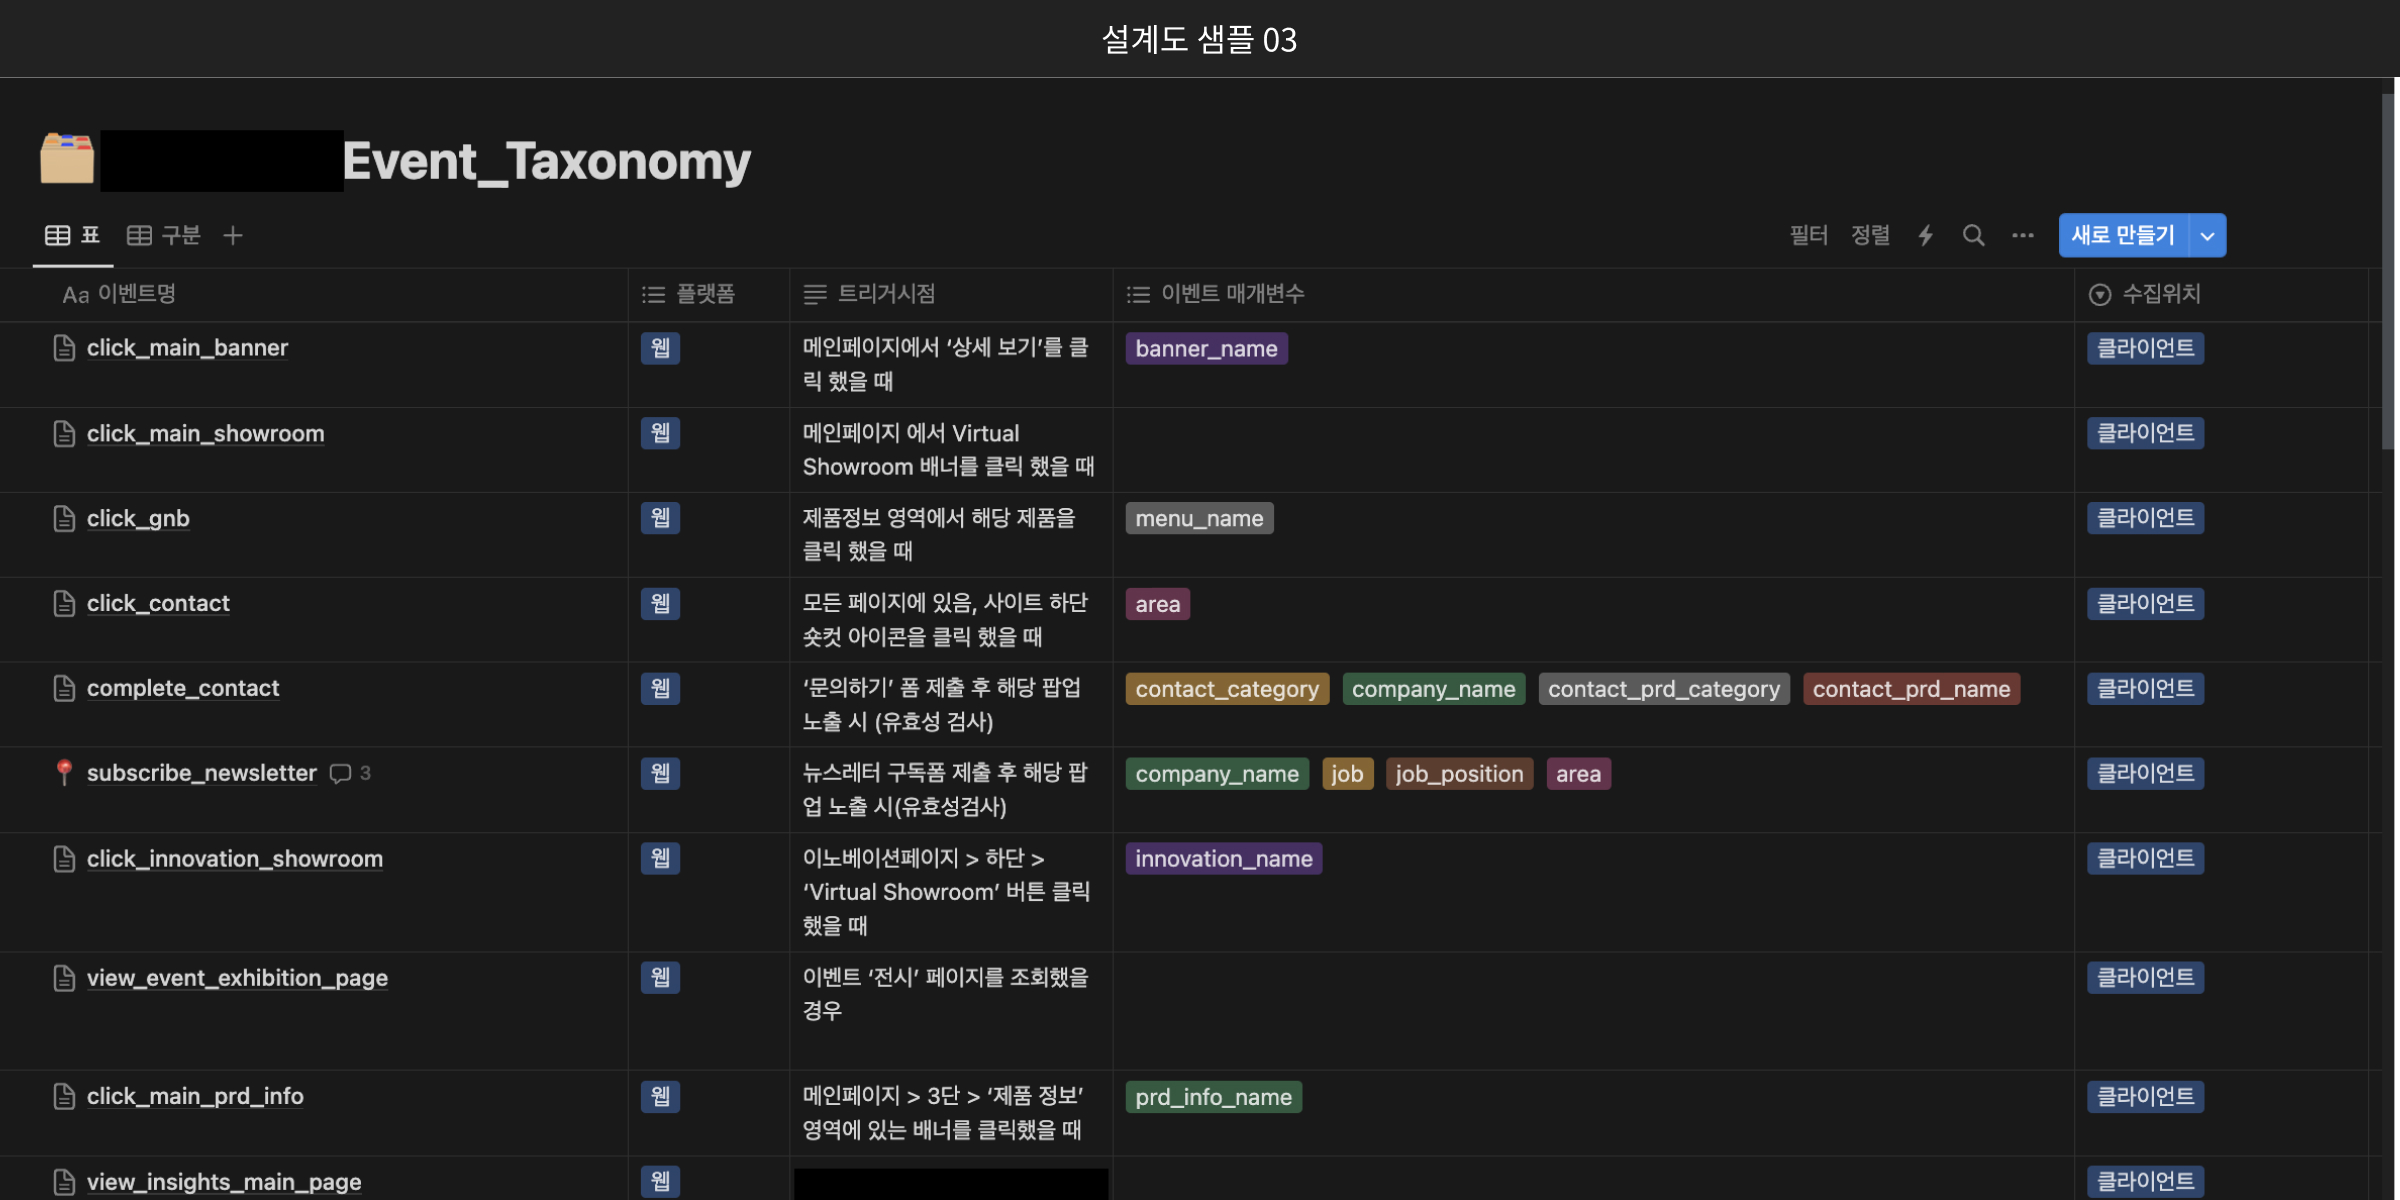 설계도 샘플 03
Event_Taxonomy
표 구분 필터 정렬 새로 만들기
Aa 이벤트명 플랫폼 트리거시점 이벤트 매개변수 수집위치
click_main_banner 웹 메인페이지에서 ‘상세 보기’를 클 banner_name 클라이언트
릭 했을 때
click_main_showroom 웹 메인페이지 에서 Virtual 클라이언트
Showroom 배너를 클릭 했을 때
click_gnb 웹 제품정보 영역에서 해당 제품을 menu_name 클라이언트
클릭 했을 때
click_contact 웹 모든 페이지에 있음, 사이트 하단 area 클라이언트
숏컷 아이콘을 클릭 했을 때
complete_contact 웹 ‘문의하기’ 폼 제출 후 해당 팝업 contact_category company_name contact_prd_category contact_prd_name 클라이언트
노출 시 (유효성 검사)
subscribe_newsletter 3 웹 뉴스레터 구독폼 제출 후 해당 팝 company_name job job_position area 클라이언트
업 노출 시(유효성검사)
click_innovation_showroom 웹 이노베이션페이지 > 하단 > innovation_name 클라이언트
‘Virtual Showroom’ 버튼 클릭
했을 때
view_event_exhibition_page 웹 이벤트 ‘전시’ 페이지를 조회했을 클라이언트
경우
click_main_prd_info 웹 메인페이지 > 3단 > ‘제품 정보’ prd_info_name 클라이언트
영역에 있는 배너를 클릭했을 때
view_insights_main_page 웹 클라이언트